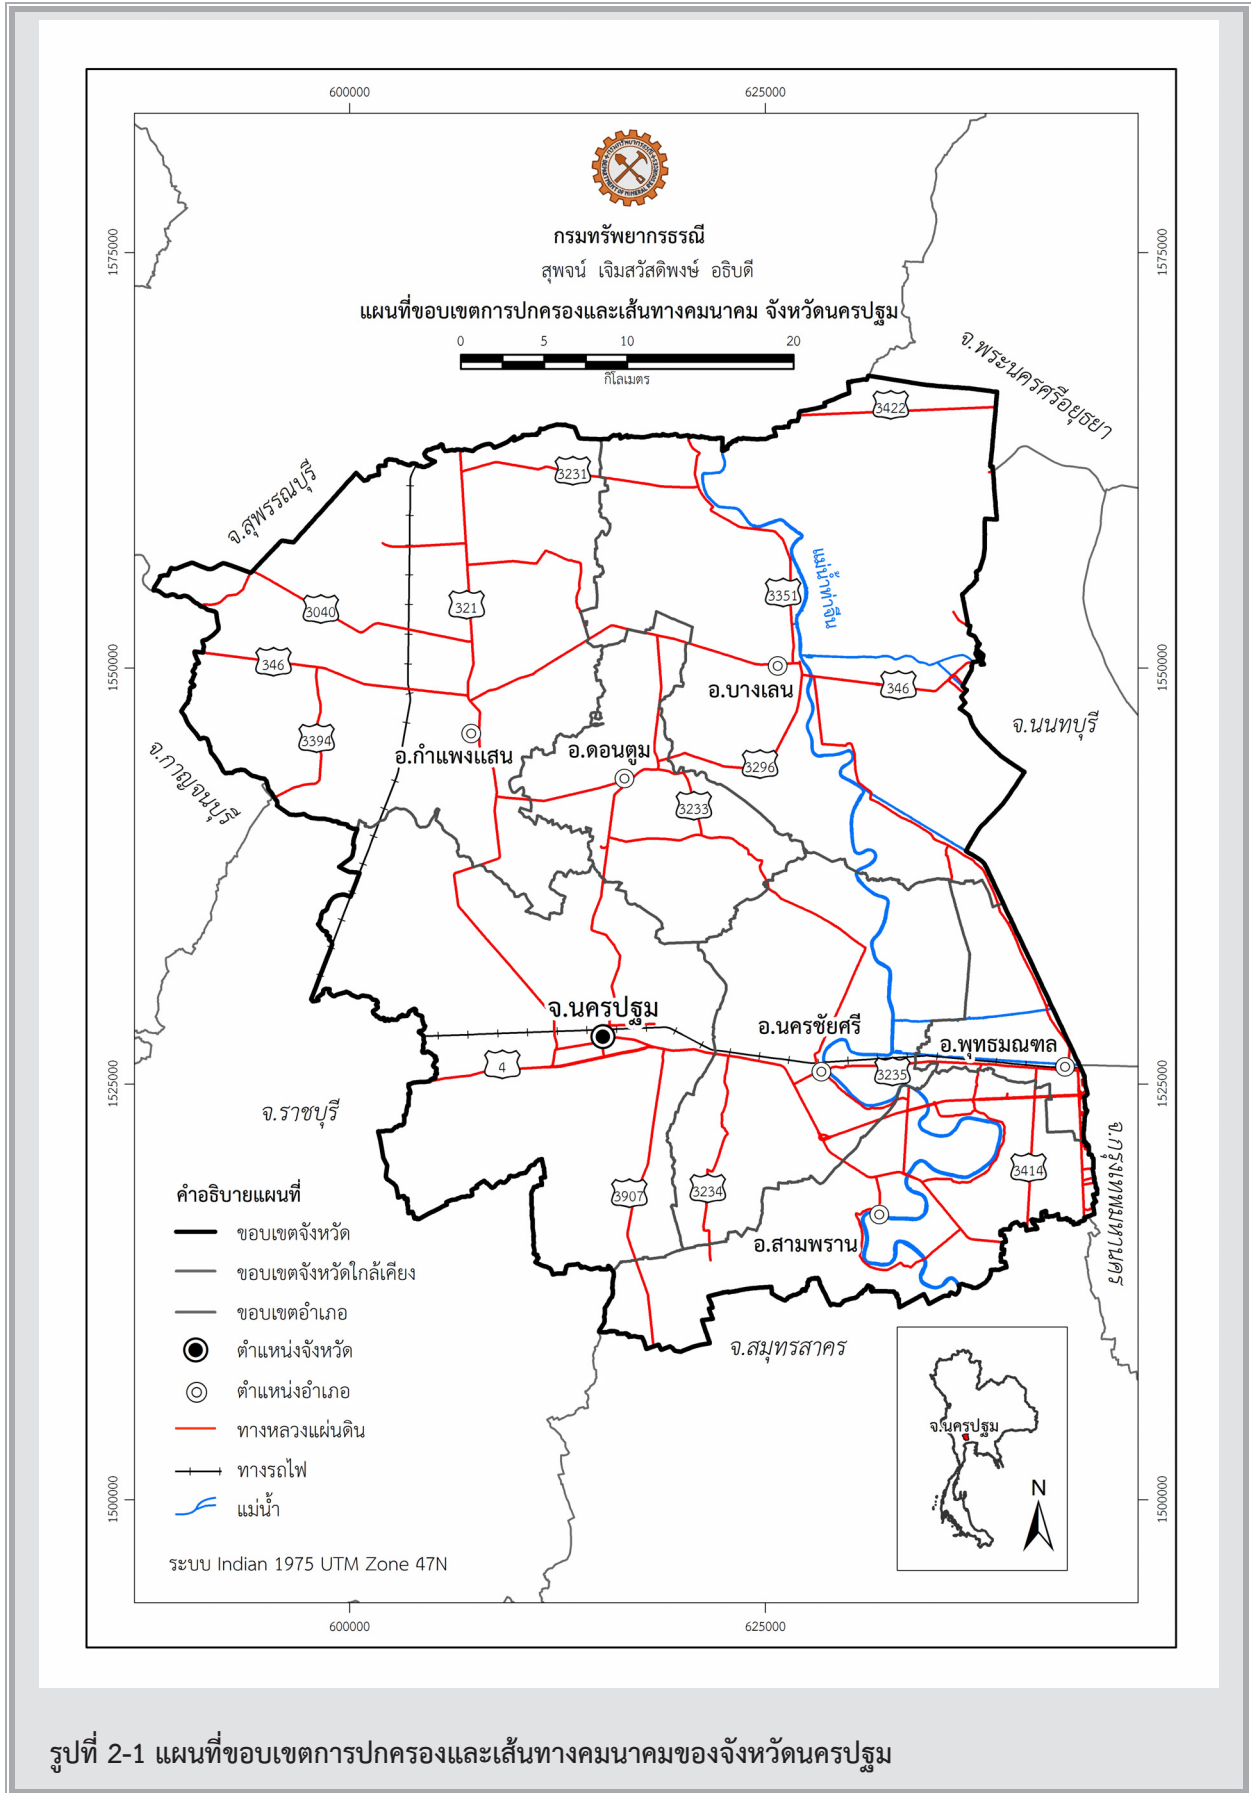 600000
625000
1575000
1575000
กรมทรัพยากรธรณี
DEPARTMENT OF MINERAL RESOURCES
กรมทรัพยากรธรณี
สุพจน์ เจิมสวัสดิพงษ์ อธิบดี
แผนที่ขอบเขตการปกครองและเส้นทางคมนาคม จังหวัดนครปฐม
0 5 10 20
กิโลเมตร
จ.พระนครศรีอยุธยา
3422
3231
จ.สุพรรณบุรี
แม่น้ำท่าจีน
3351
3040
321
1550000
1550000
346
346
อ.บางเลน
จ.นนทบุรี
3394
อ.กำแพงแสน
อ.ดอนตูม
3296
จ.กาญจนบุรี
3233
จ.นครปฐม
อ.นครชัยศรี
อ.พุทธมณฑล
4
3235
1525000
1525000
จ.ราชบุรี
จ.กรุงเทพมหานคร
3414
3907
3234
อ.สามพราน
จ.สมุทรสาคร
คำอธิบายแผนที่
ขอบเขตจังหวัด
ขอบเขตจังหวัดใกล้เคียง
ขอบเขตอำเภอ
ตำแหน่งจังหวัด
ตำแหน่งอำเภอ
ทางหลวงแผ่นดิน
ทางรถไฟ
แม่น้ำ
จ.นครปฐม
N
1500000
1500000
ระบบ Indian 1975 UTM Zone 47N
600000
625000
รูปที่ 2-1 แผนที่ขอบเขตการปกครองและเส้นทางคมนาคมของจังหวัดนครปฐม